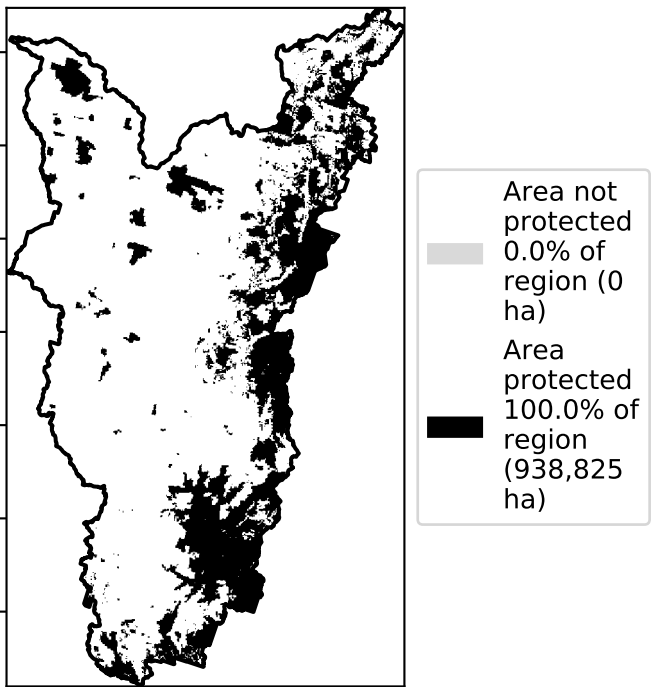 Area not
protected
0.0% of
region (0
ha)
Area
protected
100.0% of
region
(938,825
ha)